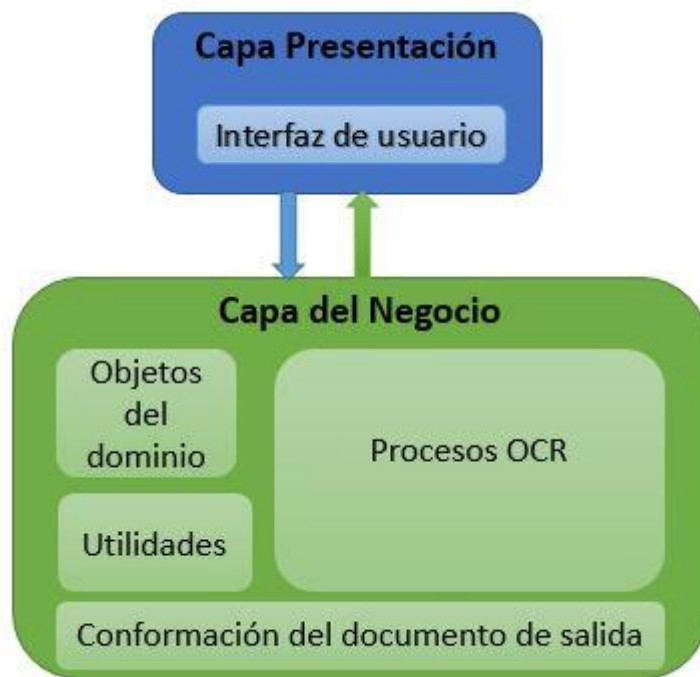 Capa Presentación
Interfaz de usuario
Capa del Negocio
Objetos
del
dominio
Procesos OCR
Utilidades
Conformación del documento de salida